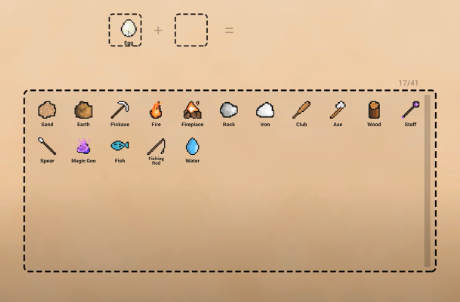 Egg
+ =
17/41
Sand Earth Pickaxe Fire Fireplace Rock Iron Club Axe Wood Staff
Spear Magic Goo Fish Fishing Rod Water